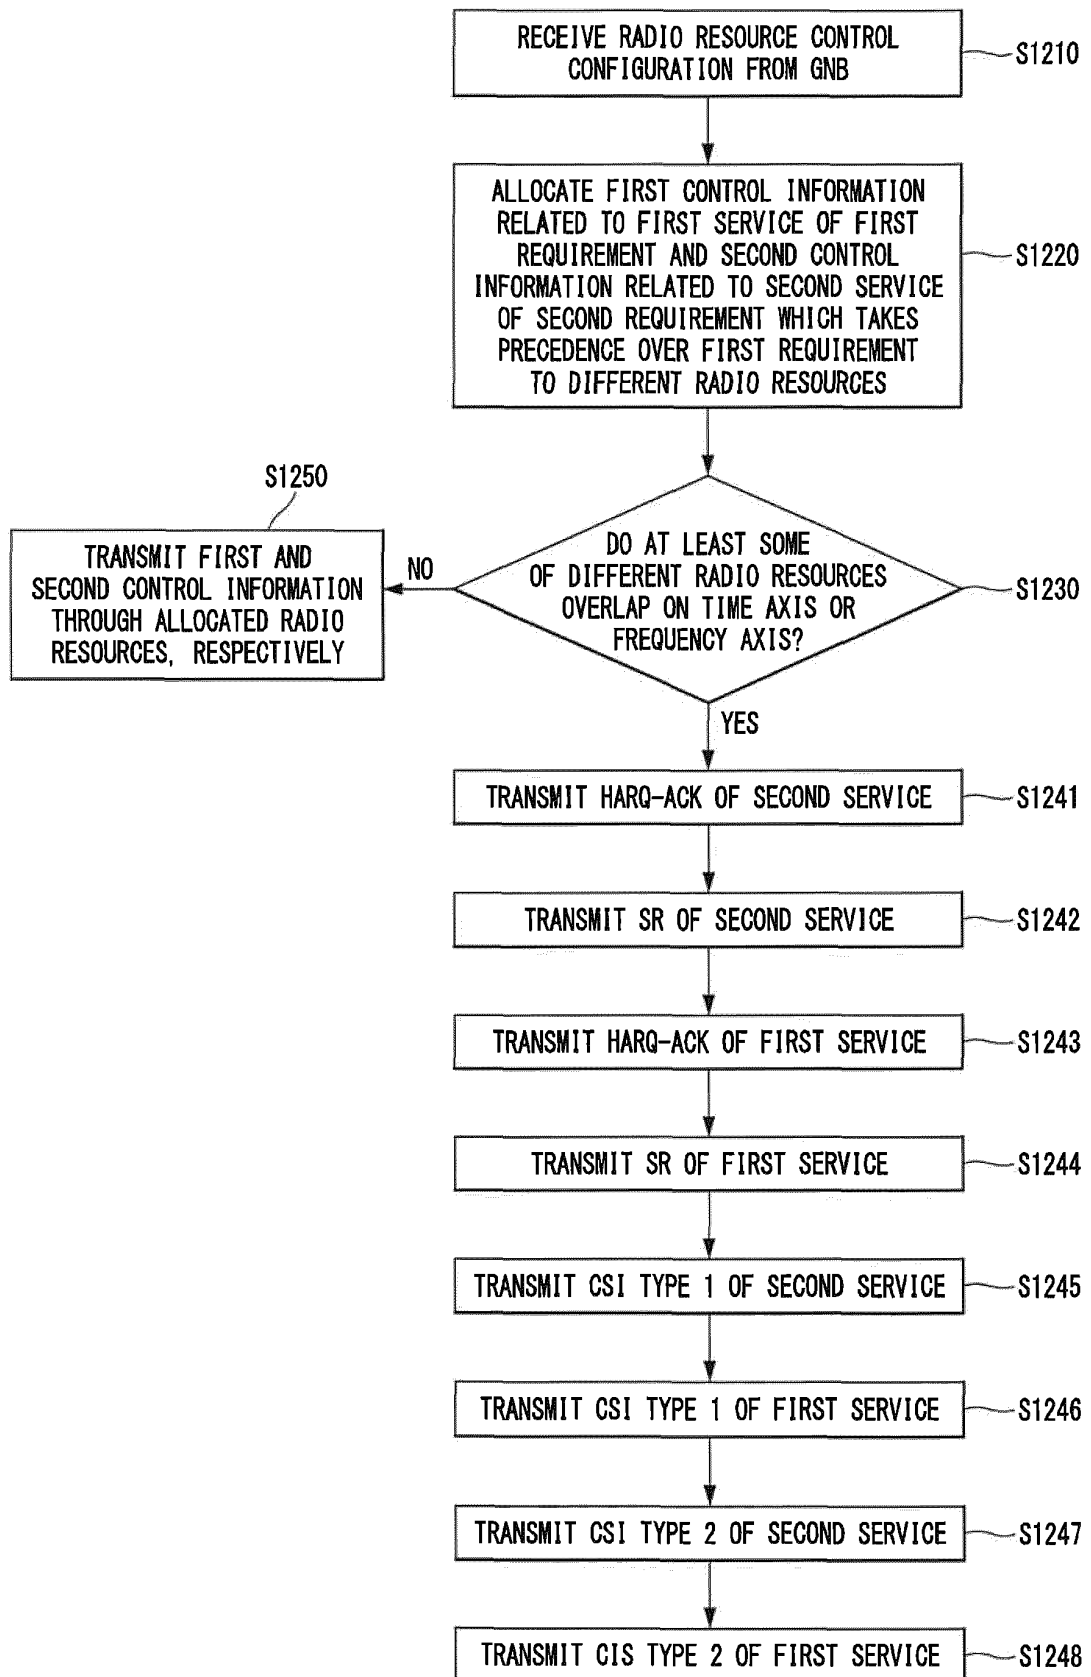 RECEIVE RADIO RESOURCE CONTROL
CONFIGURATION FROM GNB
S1210
ALLOCATE FIRST CONTROL INFORMATION
RELATED TO FIRST SERVICE OF FIRST
REQUIREMENT AND SECOND CONTROL
INFORMATION RELATED TO SECOND SERVICE
OF SECOND REQUIREMENT WHICH TAKES
PRECEDENCE OVER FIRST REQUIREMENT
TO DIFFERENT RADIO RESOURCES
S1220
DO AT LEAST SOME
OF DIFFERENT RADIO RESOURCES
OVERLAP ON TIME AXIS OR
FREQUENCY AXIS?
S1230
NO
S1250
TRANSMIT FIRST AND
SECOND CONTROL INFORMATION
THROUGH ALLOCATED RADIO
RESOURCES, RESPECTIVELY
YES
TRANSMIT HARQ-ACK OF SECOND SERVICE
S1241
TRANSMIT SR OF SECOND SERVICE
S1242
TRANSMIT HARQ-ACK OF FIRST SERVICE
S1243
TRANSMIT SR OF FIRST SERVICE
S1244
TRANSMIT CSI TYPE 1 OF SECOND SERVICE
S1245
TRANSMIT CSI TYPE 1 OF FIRST SERVICE
S1246
TRANSMIT CSI TYPE 2 OF SECOND SERVICE
S1247
TRANSMIT CIS TYPE 2 OF FIRST SERVICE
S1248